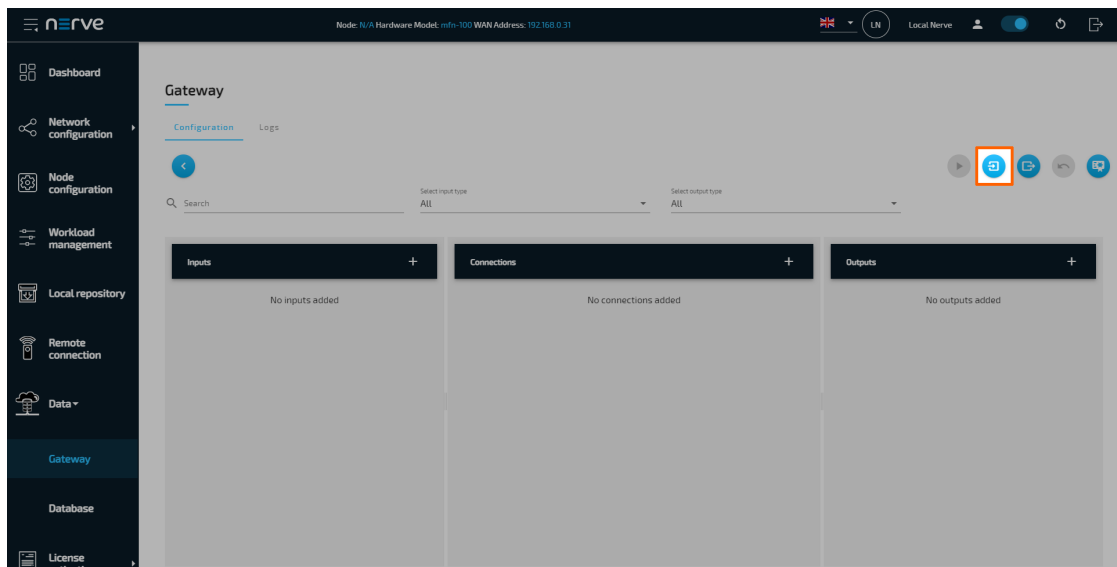 nerve
Node: N/A Hardware Model: mfn-100 WAN Address: 192.168.0.31
LN
Local Nerve
Dashboard
Network
configuration
Node
configuration
Workload
management
Local repository
Remote
connection
Data
Gateway
Database
License
Gateway
Configuration
Logs
Search
Select input type
All
Select output type
All
Inputs +
Connections +
Outputs +
No inputs added
No connections added
No outputs added